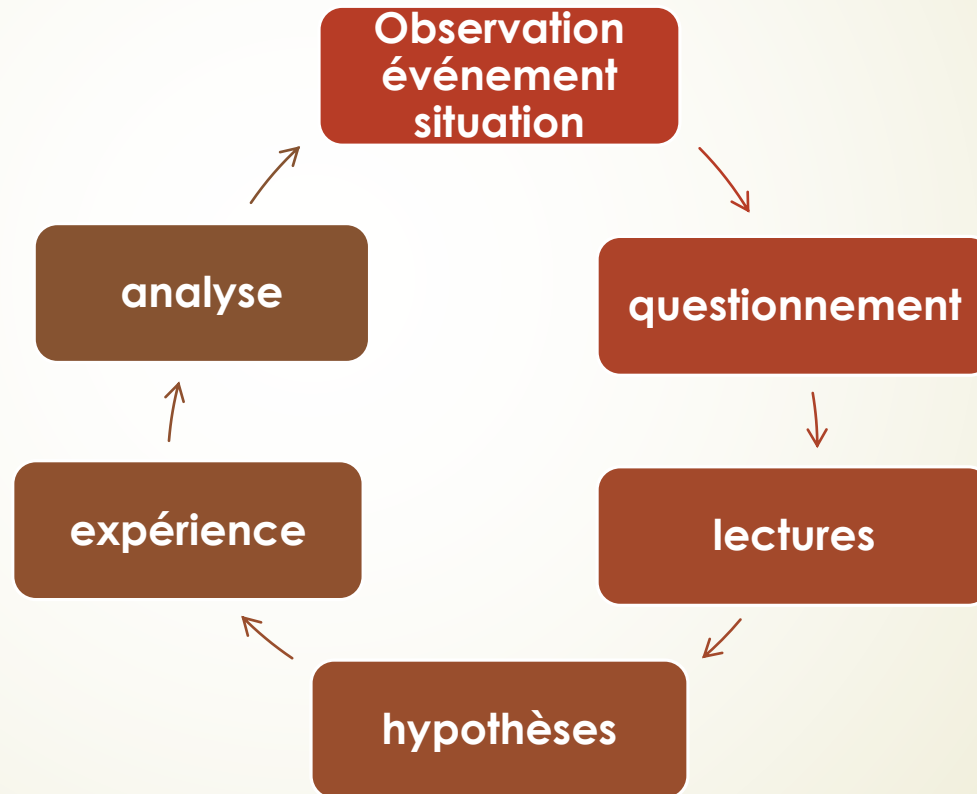 Observation
événement
situation
questionnement
lectures
hypothèses
expérience
analyse